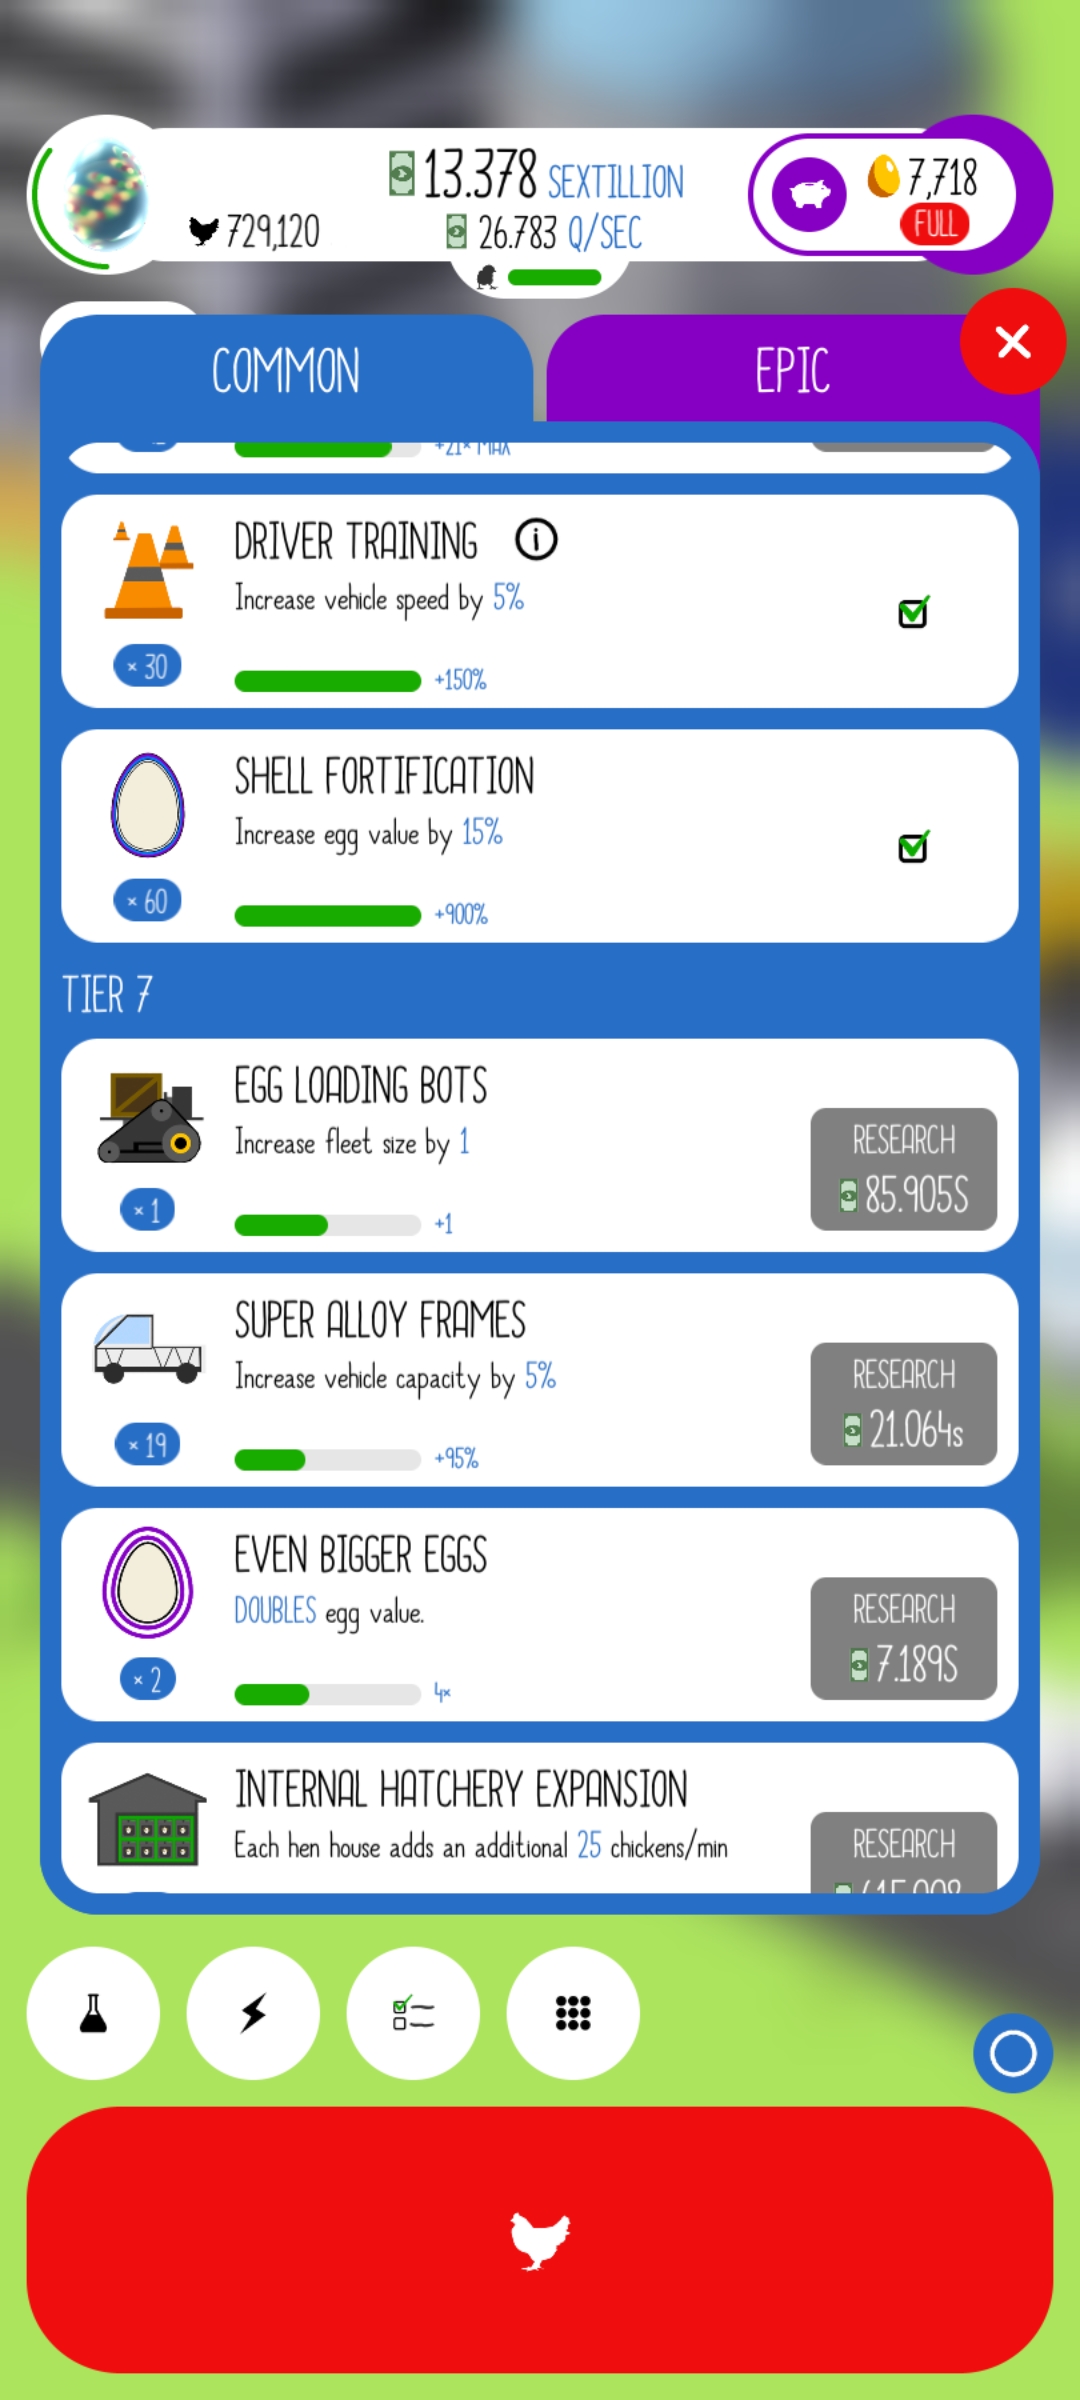 13.378 SEXTILLION
729,120
26.783 Q/SEC
7,718
FULL
COMMON
EPIC
+21× MAX
DRIVER TRAINING i
Increase vehicle speed by 5%
× 30
+150%
SHELL FORTIFICATION
Increase egg value by 15%
× 60
+900%
TIER 7
EGG LOADING BOTS
Increase fleet size by 1
RESEARCH
85.905S
× 1
+1
SUPER ALLOY FRAMES
Increase vehicle capacity by 5%
RESEARCH
21.064s
× 19
+95%
EVEN BIGGER EGGS
DOUBLES egg value.
RESEARCH
7.189S
× 2
4×
INTERNAL HATCHERY EXPANSION
Each hen house adds an additional 25 chickens/min
RESEARCH